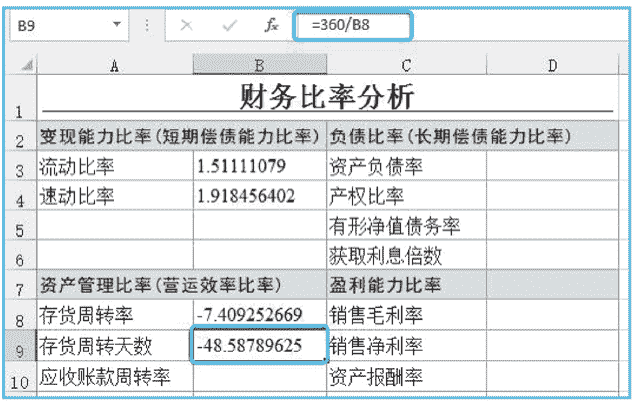 B9 fx =360/B8
A B C D
1 财务比率分析
2 变现能力比率(短期偿债能力比率) 负债比率(长期偿债能力比率)
3 流动比率 1.51111079 资产负债率
4 速动比率 1.918456402 产权比率
5 有形净值债务率
6 获取利息倍数
7 资产管理比率(营运效率比率) 盈利能力比率
8 存货周转率 -7.409252669 销售毛利率
9 存货周转天数 -48.58789625 销售净利率
10 应收账款周转率 资产报酬率